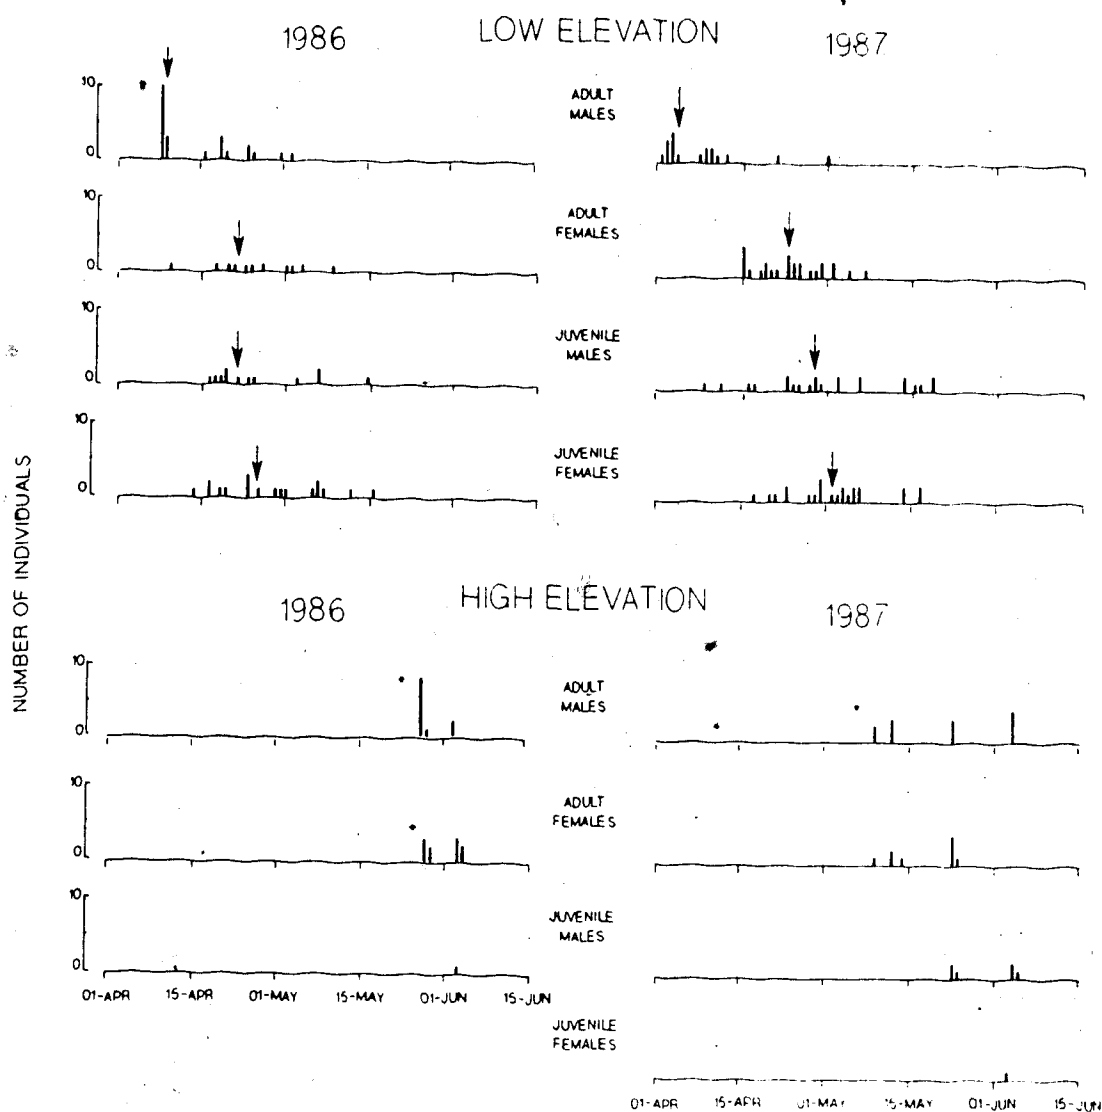 LOW ELEVATION
1986
1987
10
0
ADULT
MALES
10
0
ADULT
FEMALES
10
0
JUVENILE
MALES
10
0
JUVENILE
FEMALES
NUMBER OF INDIVIDUALS
HIGH ELEVATION
1986
1987
10
0
ADULT
MALES
10
0
ADULT
FEMALES
10
0
JUVENILE
MALES
01-APR 15-APR 01-MAY 15-MAY 01-JUN 15-JUN
JUVENILE
FEMALES
01-APR 15-APR 01-MAY 15-MAY 01-JUN 15-JUN